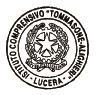 ISTITUTO COMPRENSIVO "TOMMASONE-ALIGHIERI"
- LUCERA -